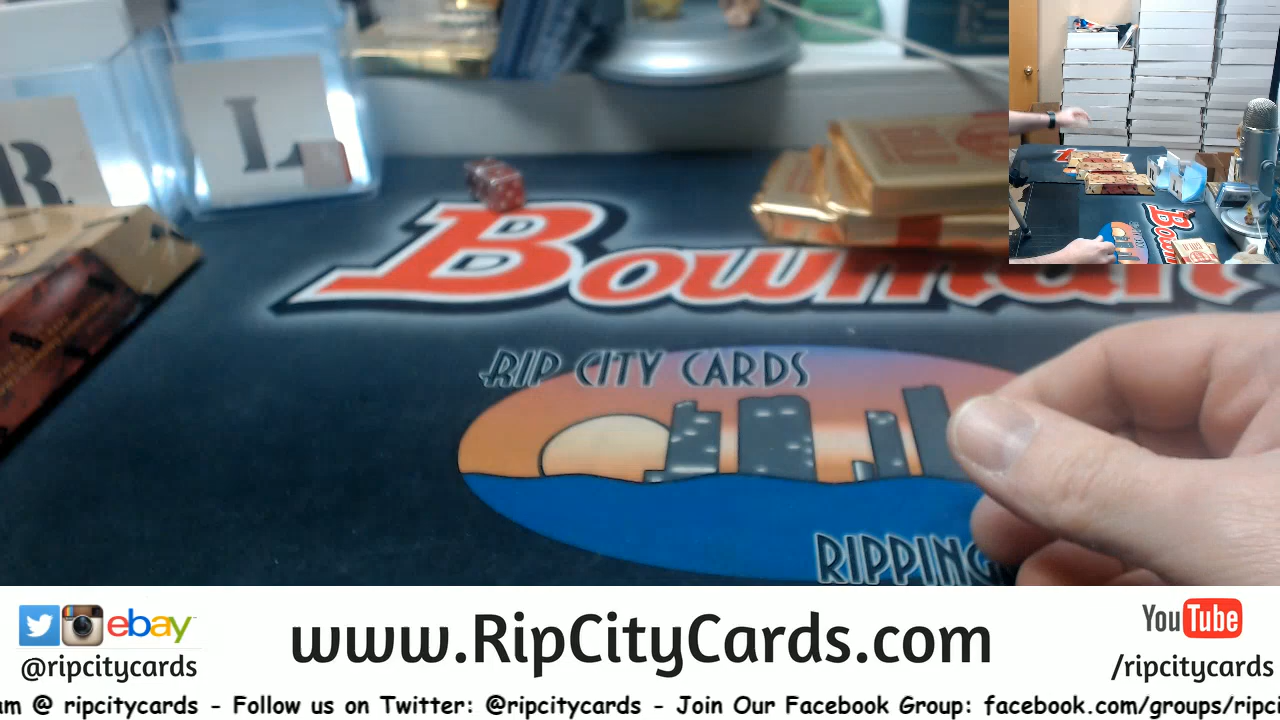 R
L
Bowman
RIP CITY CARDS
RIPPING
ebay
@ripcitycards
www.RipCityCards.com
YouTube
/ripcitycards
am @ ripcitycards - Follow us on Twitter: @ripcitycards - Join Our Facebook Group: facebook.com/groups/ripci